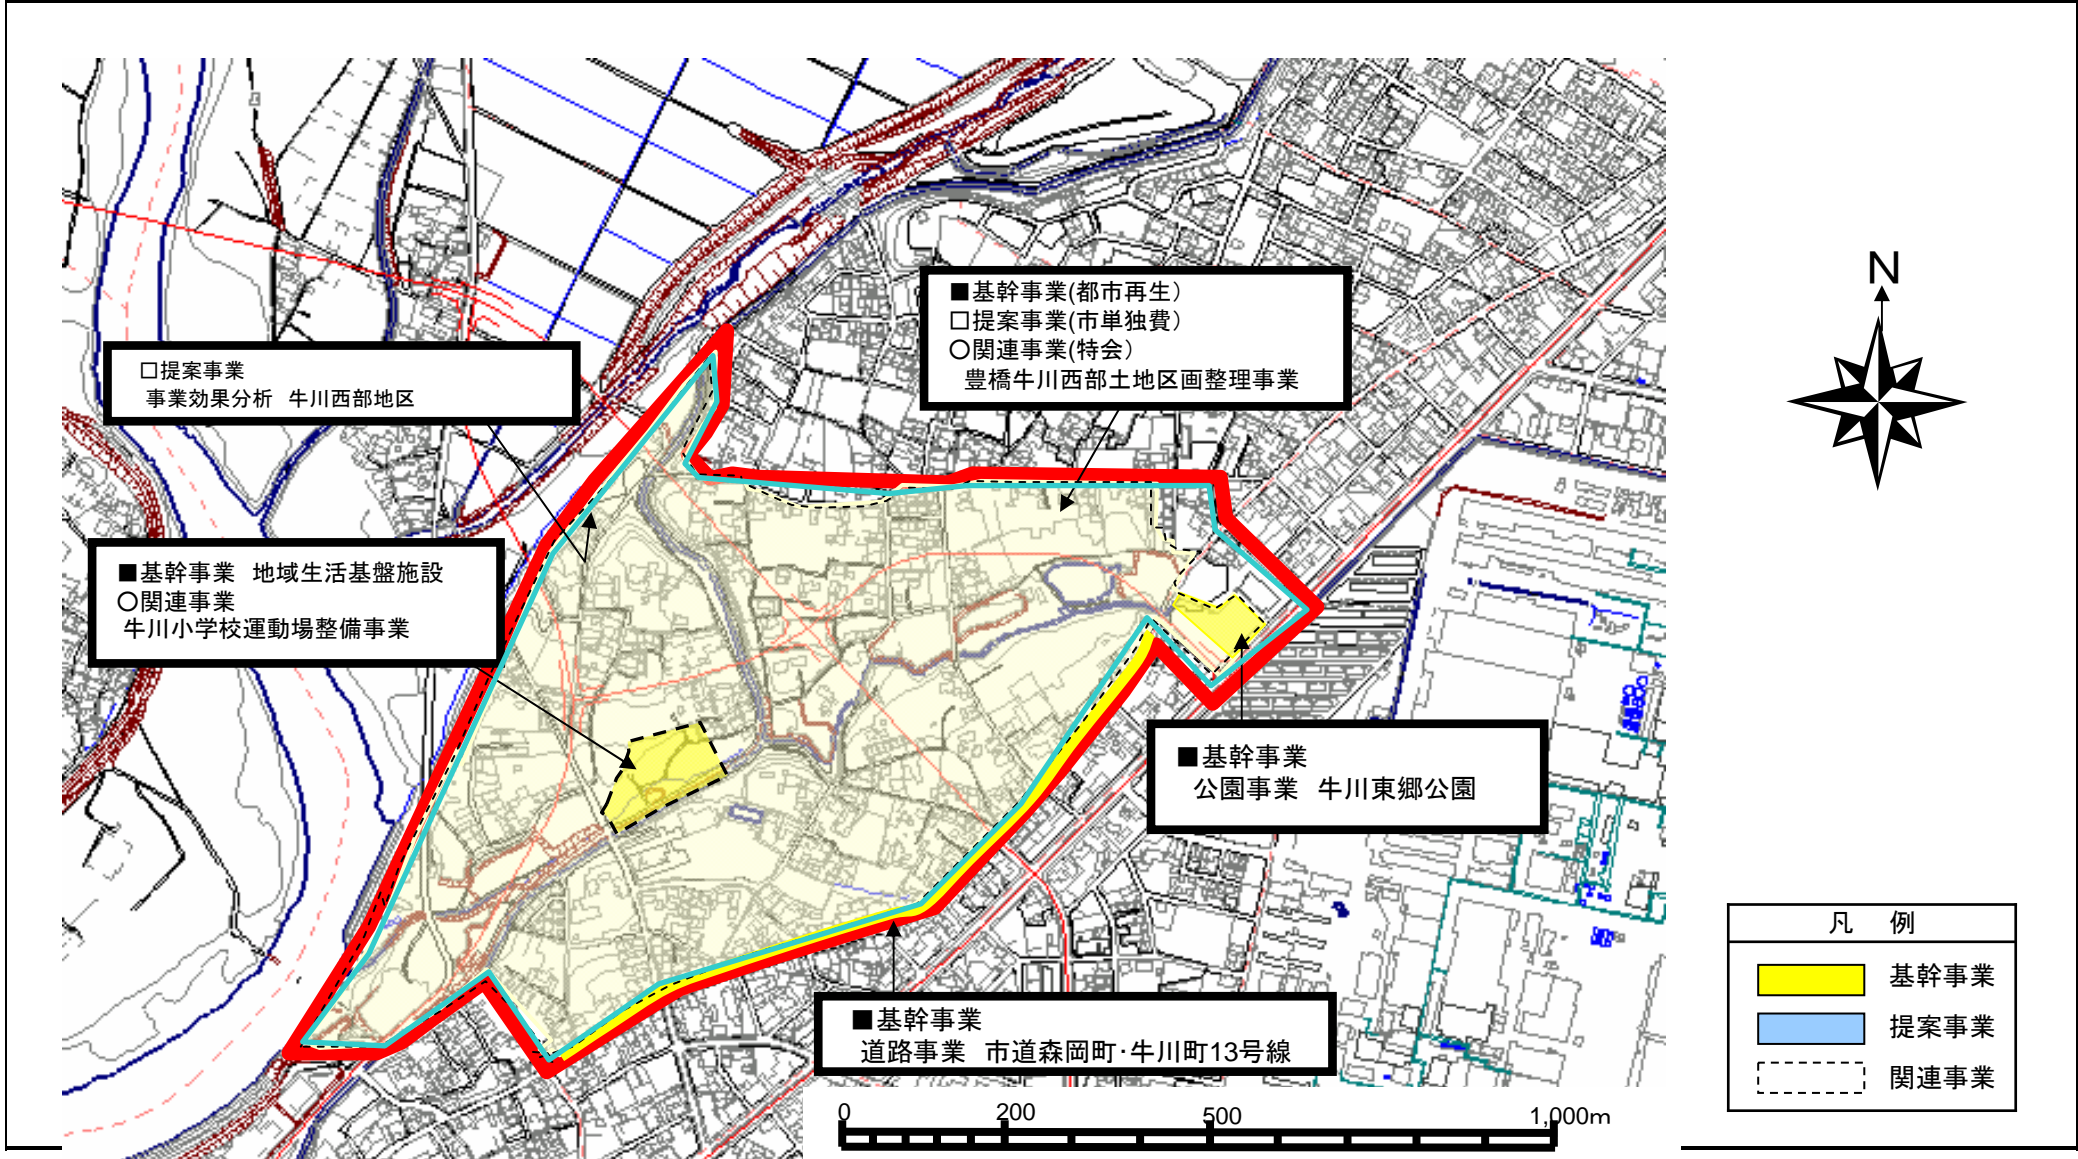 N
■基幹事業(都市再生)
□提案事業(市単独費)
○関連事業(特会)
豊橋牛川西部土地区画整理事業
□提案事業
事業効果分析 牛川西部地区
■基幹事業 地域生活基盤施設
○関連事業
牛川小学校運動場整備事業
■基幹事業
公園事業 牛川東郷公園
■基幹事業
道路事業 市道森岡町・牛川町13号線
凡 例
基幹事業
提案事業
関連事業
0 200 500 1,000m